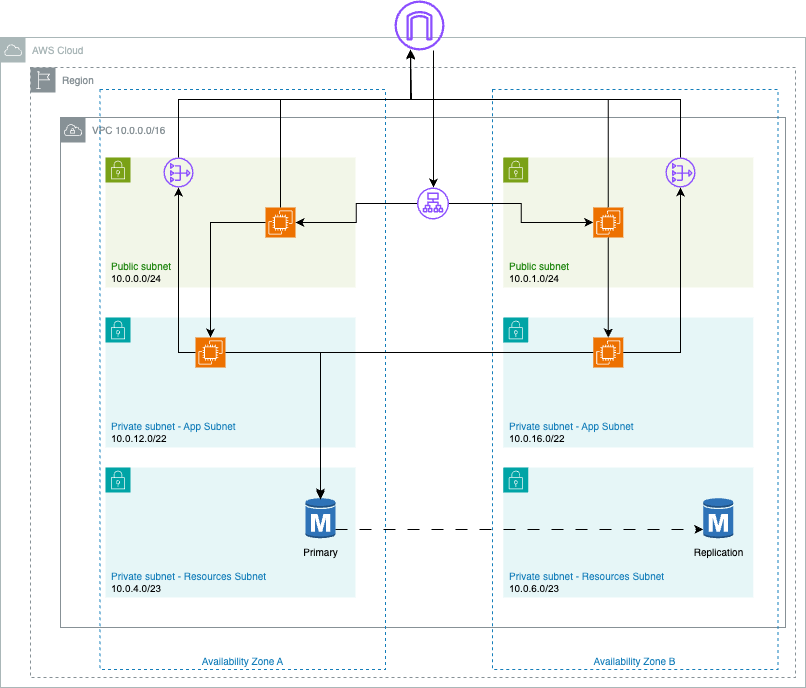 AWS Cloud
Region
VPC 10.0.0.0/16
Public subnet
10.0.0.0/24
Public subnet
10.0.1.0/24
Private subnet - App Subnet
10.0.12.0/22
Private subnet - App Subnet
10.0.16.0/22
M
Primary
M
Replication
Private subnet - Resources Subnet
10.0.4.0/23
Private subnet - Resources Subnet
10.0.6.0/23
Availability Zone A
Availability Zone B